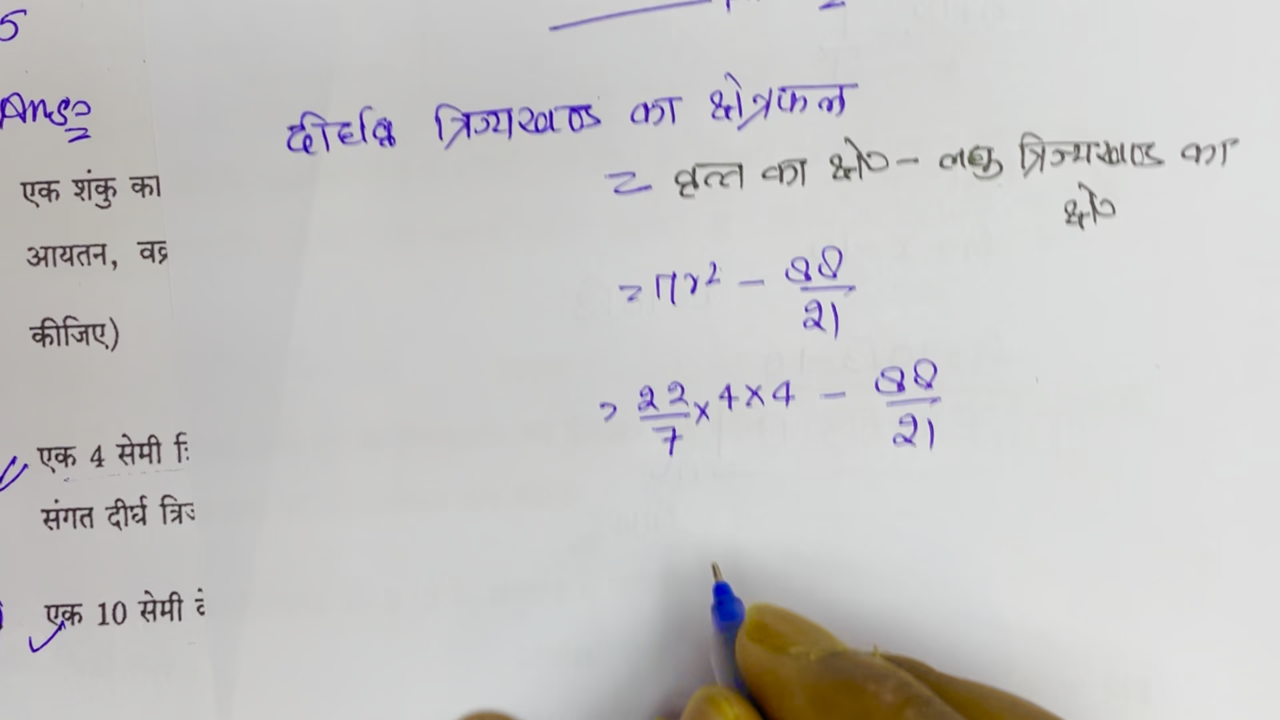 5
Ans=
दीर्घ त्रिज्यखण्ड का क्षेत्रफल
= वृत्त का क्षे० - लघु त्रिज्यखण्ड का
क्षे०
= πr² - 88/21
= 22/7 × 4 × 4 - 88/21
एक शंकु का
आयतन, वक्र
कीजिए)
एक 4 सेमी
संगत दीर्घ
एक 10 सेमी